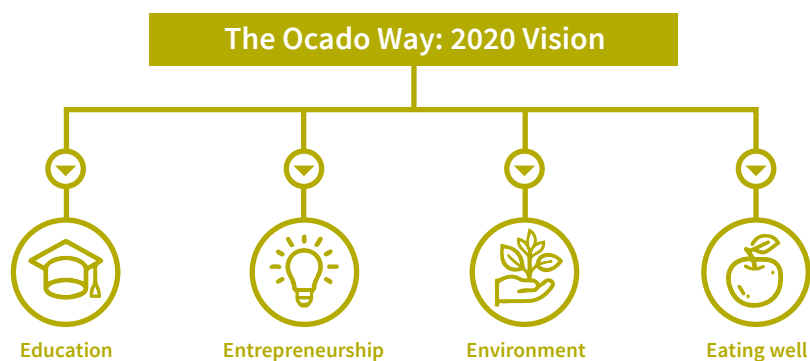 The Ocado Way: 2020 Vision
Education
Entrepreneurship
Environment
Eating well